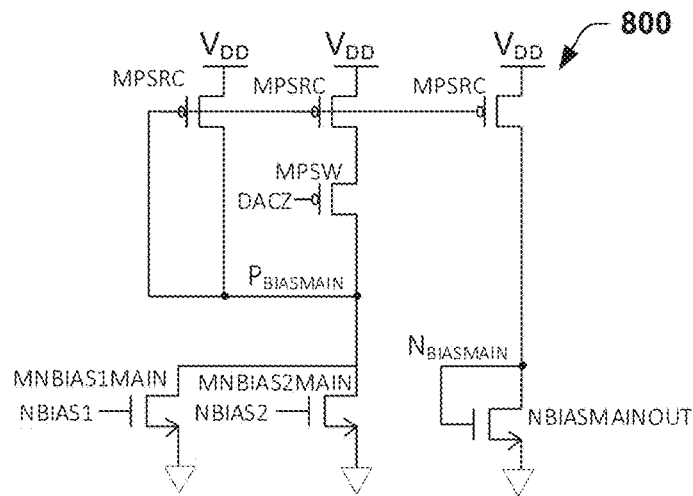 800
VDD VDD VDD
MPSRC MPSRC MPSRC
MPSW
DACZ
PBIASMAIN
NBIASMAIN
MNBIAS1MAIN MNBIAS2MAIN
NBIAS1 NBIAS2 NBIASMAINOUT